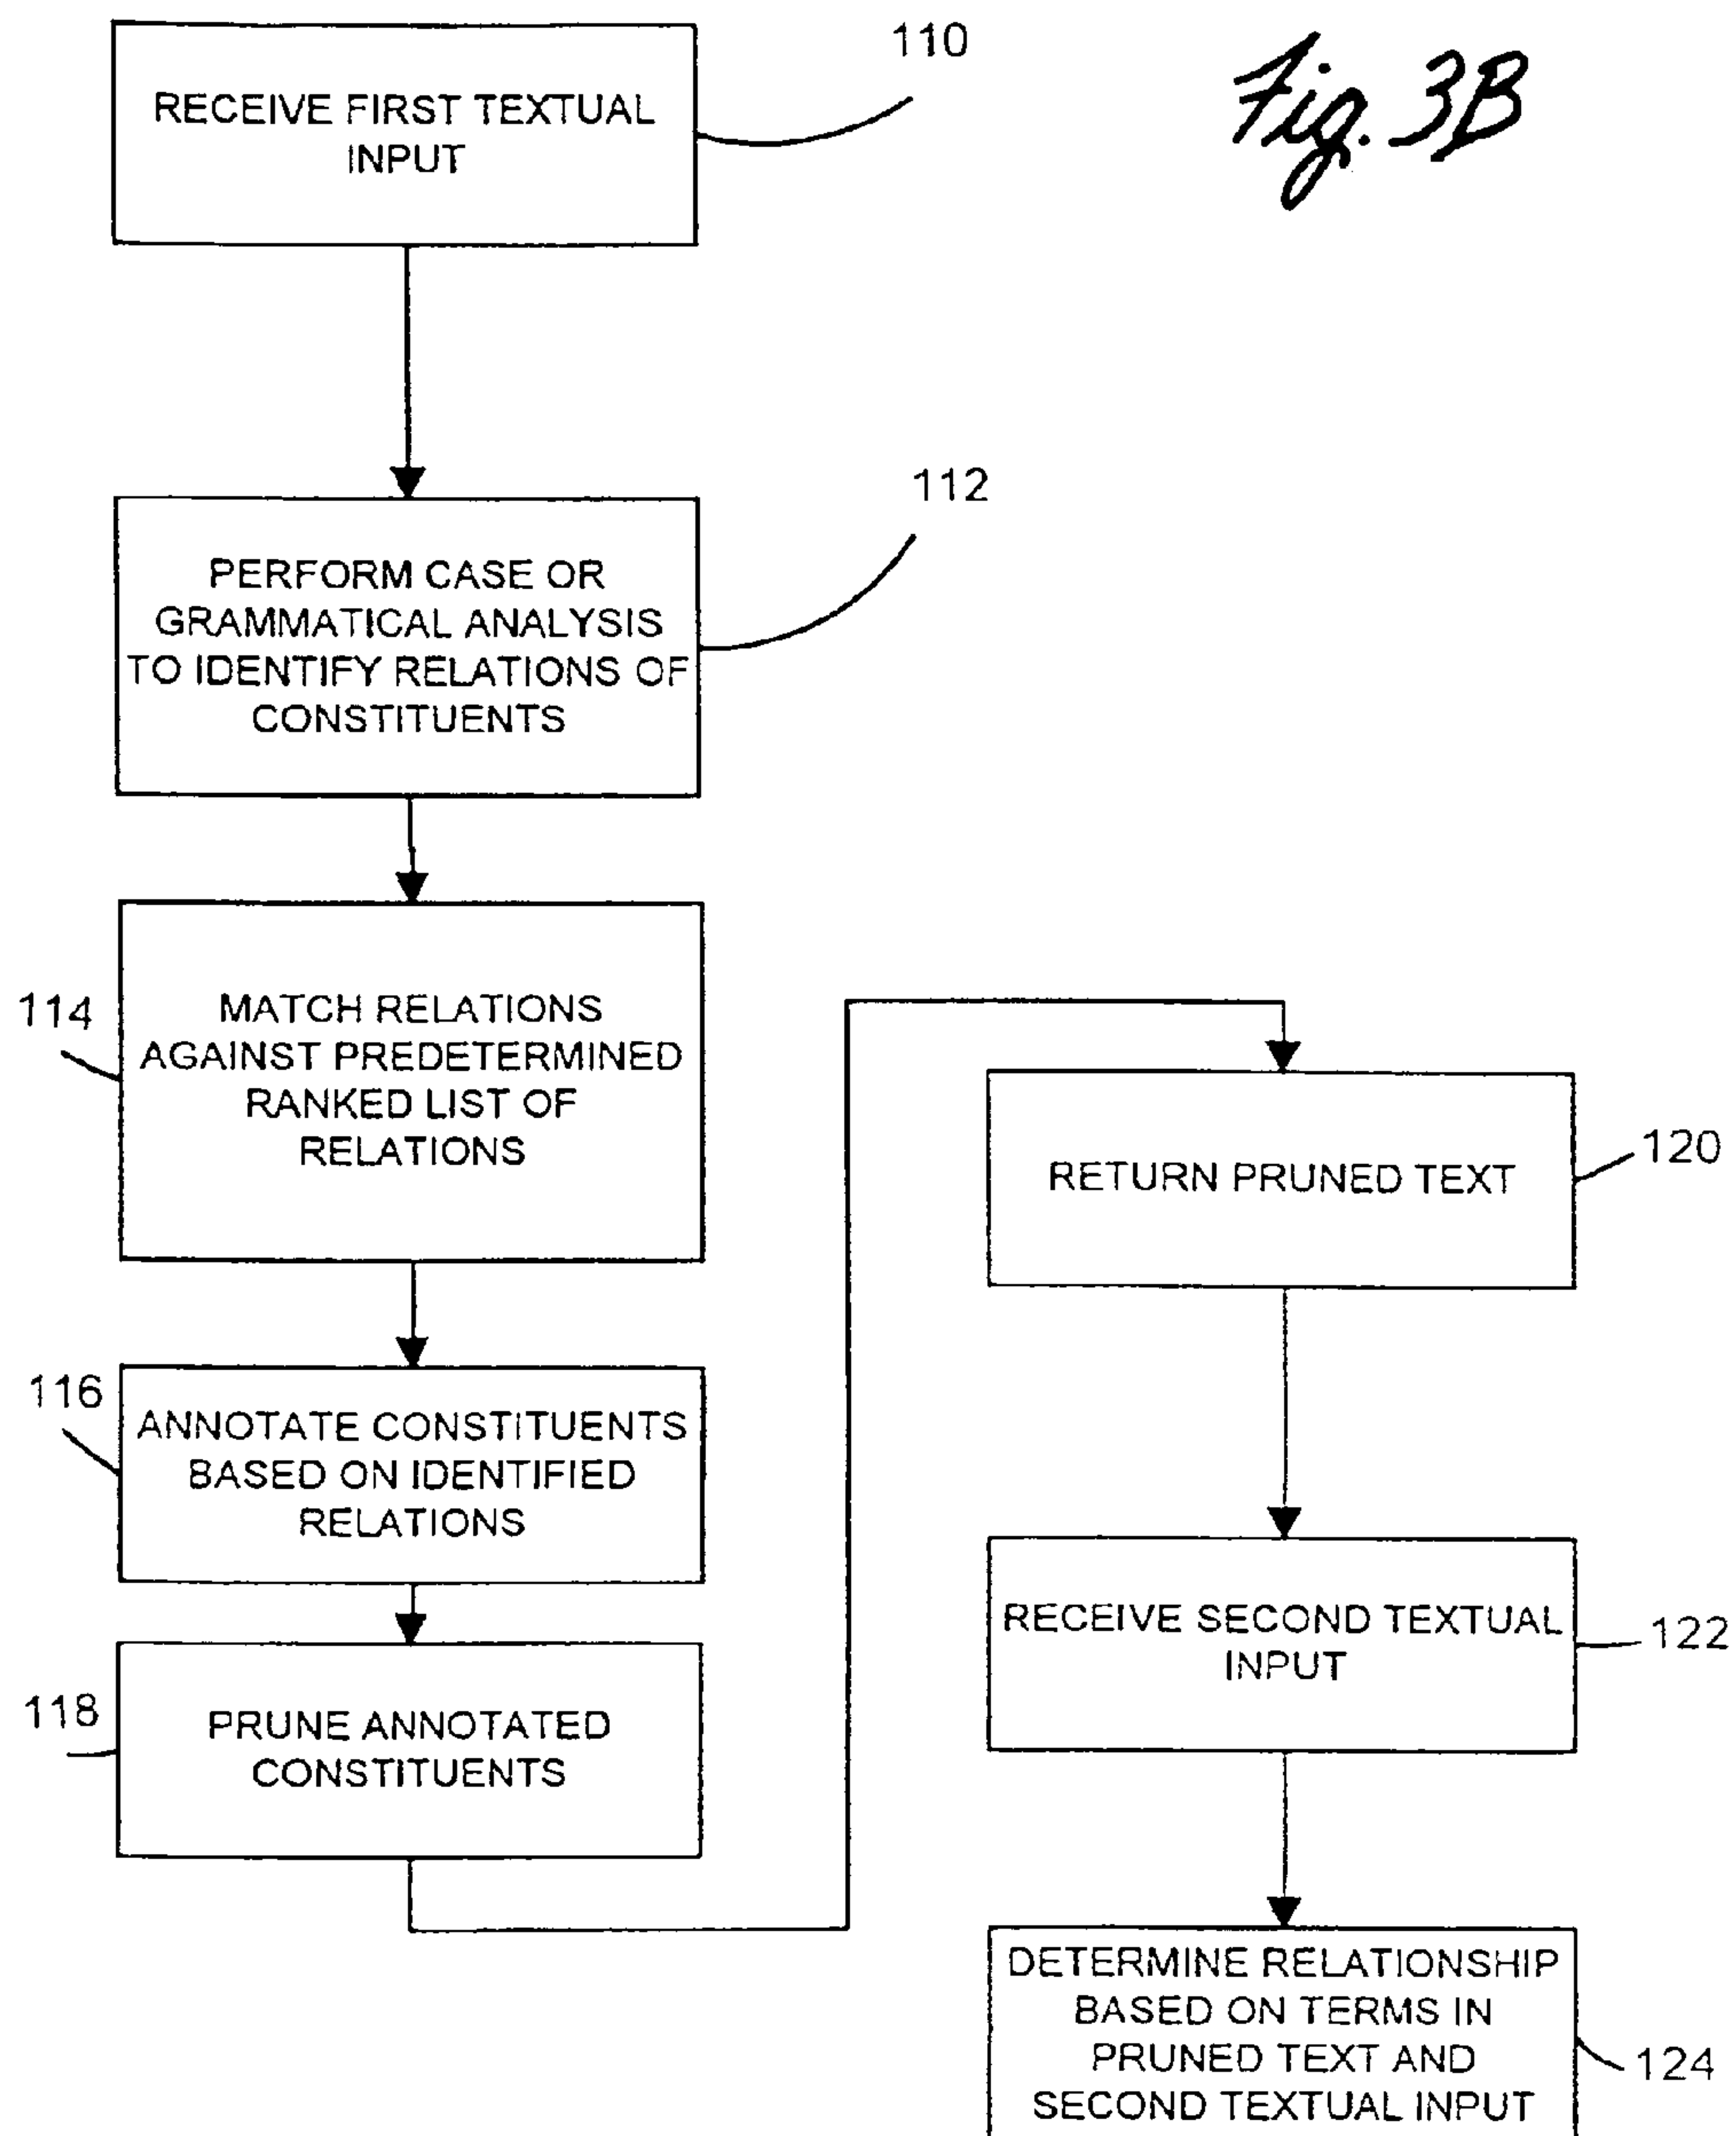 Fig. 3B
110
RECEIVE FIRST TEXTUAL
INPUT
112
PERFORM CASE OR
GRAMMATICAL ANALYSIS
TO IDENTIFY RELATIONS OF
CONSTITUENTS
114
MATCH RELATIONS
AGAINST PREDETERMINED
RANKED LIST OF
RELATIONS
116
ANNOTATE CONSTITUENTS
BASED ON IDENTIFIED
RELATIONS
118
PRUNE ANNOTATED
CONSTITUENTS
120
RETURN PRUNED TEXT
122
RECEIVE SECOND TEXTUAL
INPUT
124
DETERMINE RELATIONSHIP
BASED ON TERMS IN
PRUNED TEXT AND
SECOND TEXTUAL INPUT